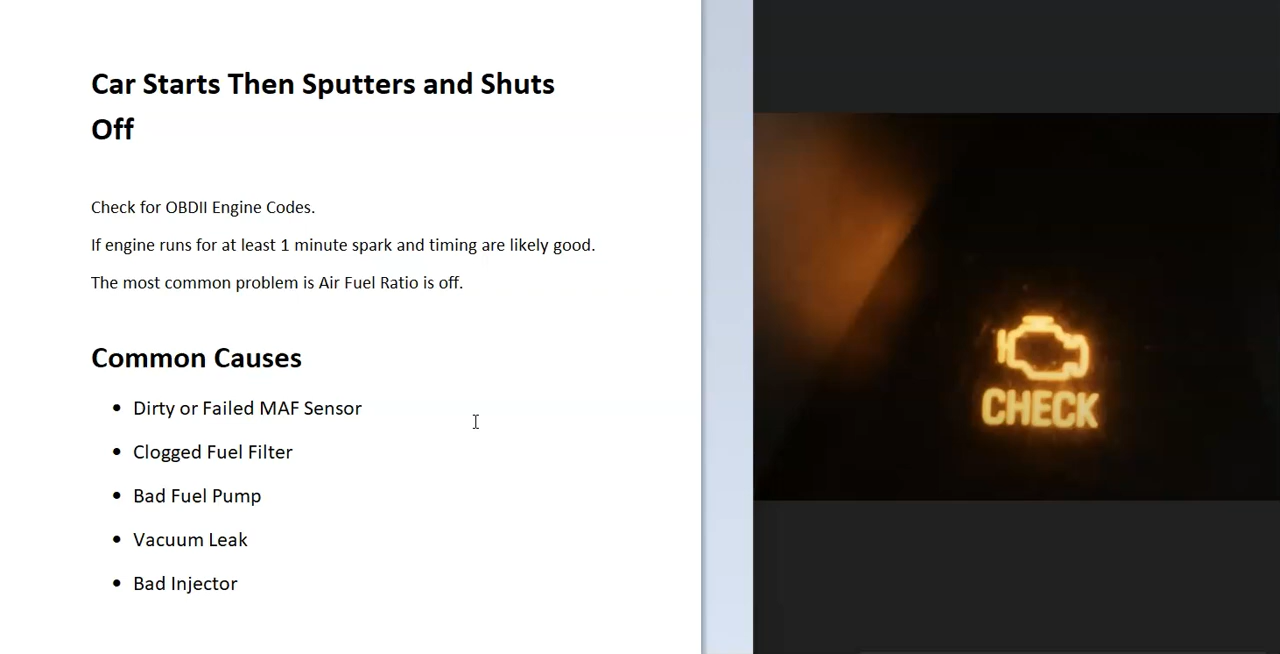 Car Starts Then Sputters and Shuts
Off
Check for OBDII Engine Codes.
If engine runs for at least 1 minute spark and timing are likely good.
The most common problem is Air Fuel Ratio is off.
Common Causes
• Dirty or Failed MAF Sensor
• Clogged Fuel Filter
• Bad Fuel Pump
• Vacuum Leak
• Bad Injector
CHECK